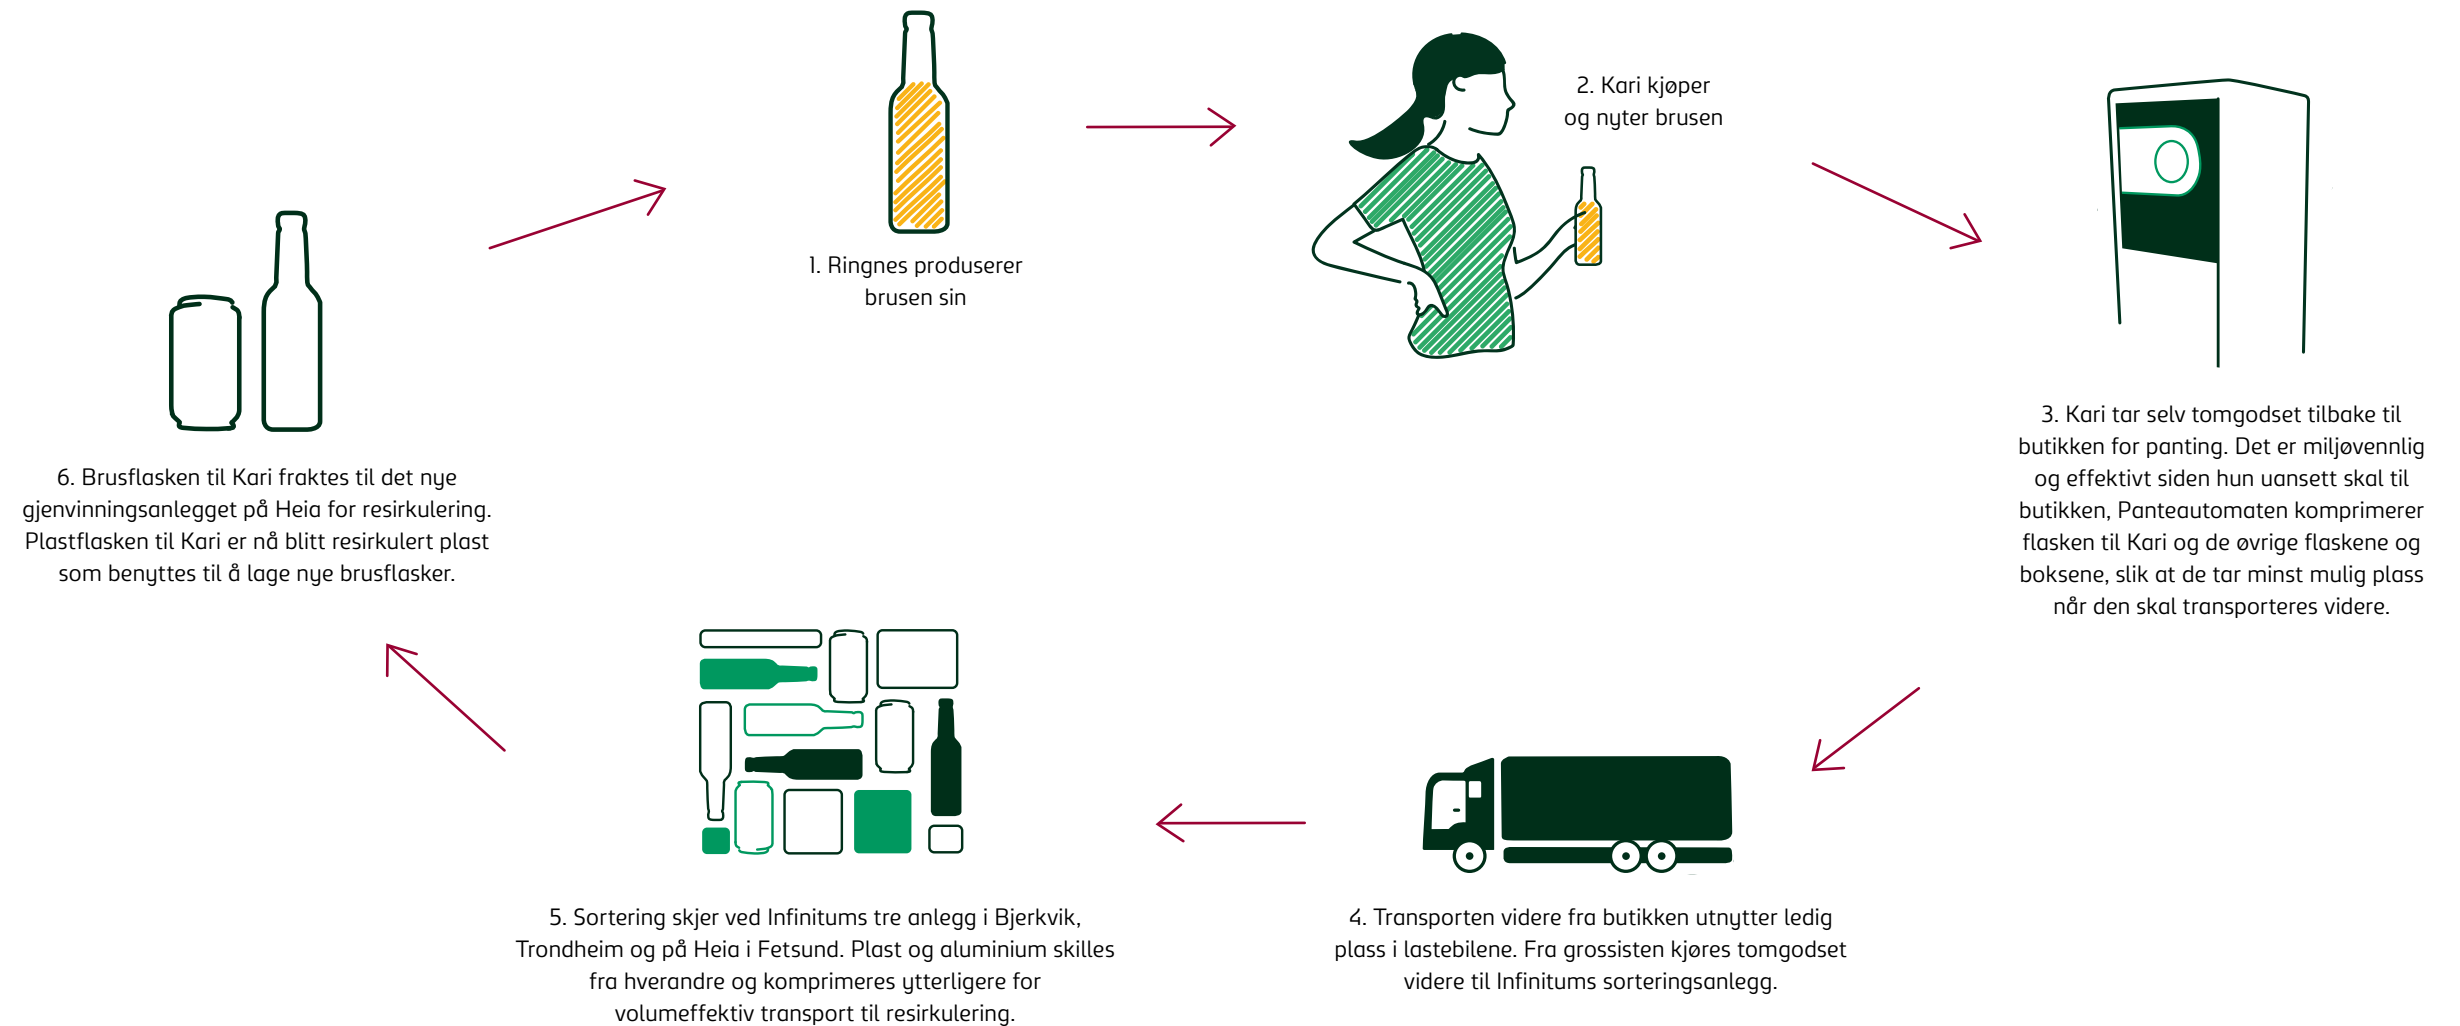 1. Ringnes produserer
brusen sin
2. Kari kjøper
og nyter brusen
3. Kari tar selv tomgodset tilbake til
butikken for panting. Det er miljøvennlig
og effektivt siden hun uansett skal til
butikken, Panteautomaten komprimerer
flasken til Kari og de øvrige flaskene og
boksene, slik at de tar minst mulig plass
når den skal transporteres videre.
4. Transporten videre fra butikken utnytter ledig
plass i lastebilene. Fra grossisten kjøres tomgodset
videre til Infinitums sorteringsanlegg.
5. Sortering skjer ved Infinitums tre anlegg i Bjerkvik,
Trondheim og på Heia i Fetsund. Plast og aluminium skilles
fra hverandre og komprimeres ytterligere for
volumeffektiv transport til resirkulering.
6. Brusflasken til Kari fraktes til det nye
gjenvinningsanlegget på Heia for resirkulering.
Plastflasken til Kari er nå blitt resirkulert plast
som benyttes til å lage nye brusflasker.